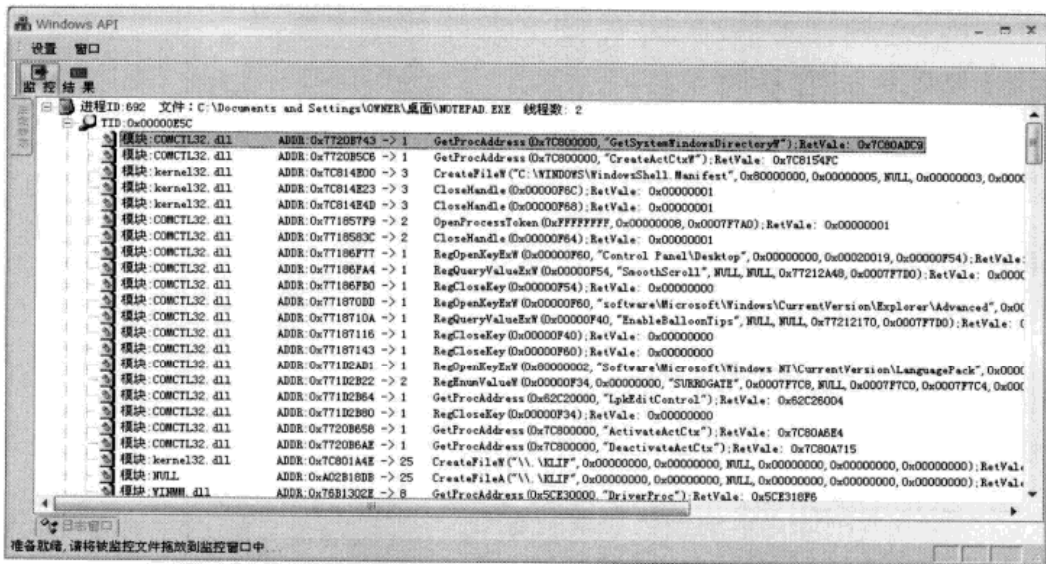 Windows API
设置 窗口
监 控 结 果
进程ID:692 文件:C:\Documents and Settings\OWNER\桌面\NOTEPAD.EXE 线程数: 2
TID:0x00000E5C
模块:COMCTL32.dll ADDR:0x7720B743 -> 1 GetProcAddress(0x7C800000, "GetSystemWindowsDirectoryW");RetVale: 0x7C80ADC9
模块:COMCTL32.dll ADDR:0x7720B5C6 -> 1 GetProcAddress(0x7C800000, "CreateActCtxW");RetVale: 0x7C8154FC
模块:kernel32.dll ADDR:0x7C814E00 -> 3 CreateFileW("C:\WINDOWS\WindowsShell.Manifest", 0x80000000, 0x00000005, NULL, 0x00000003, 0x0000
模块:kernel32.dll ADDR:0x7C814E23 -> 3 CloseHandle(0x00000F6C);RetVale: 0x00000001
模块:kernel32.dll ADDR:0x7C814E4D -> 3 CloseHandle(0x00000F68);RetVale: 0x00000001
模块:COMCTL32.dll ADDR:0x771857F9 -> 2 OpenProcessToken(0xFFFFFFFF, 0x00000008, 0x0007F7A0);RetVale: 0x00000001
模块:COMCTL32.dll ADDR:0x7718583C -> 2 CloseHandle(0x00000F64);RetVale: 0x00000001
模块:COMCTL32.dll ADDR:0x77186F77 -> 1 RegOpenKeyExW(0x00000F60, "Control Panel\Desktop", 0x00000000, 0x00020019, 0x00000F54);RetVale:
模块:COMCTL32.dll ADDR:0x77186FA4 -> 1 RegQueryValueExW(0x00000F54, "SmoothScroll", NULL, NULL, 0x77212A48, 0x0007F7D0);RetVale: 0x0000
模块:COMCTL32.dll ADDR:0x77186FB0 -> 1 RegCloseKey(0x00000F54);RetVale: 0x00000000
模块:COMCTL32.dll ADDR:0x771870DD -> 1 RegOpenKeyExW(0x00000F60, "software\Microsoft\Windows\CurrentVersion\Explorer\Advanced", 0x00
模块:COMCTL32.dll ADDR:0x7718710A -> 1 RegQueryValueExW(0x00000F40, "EnableBalloonTips", NULL, NULL, 0x77212170, 0x0007F7D0);RetVale: (
模块:COMCTL32.dll ADDR:0x77187116 -> 1 RegCloseKey(0x00000F40);RetVale: 0x00000000
模块:COMCTL32.dll ADDR:0x77187143 -> 1 RegCloseKey(0x00000F60);RetVale: 0x00000000
模块:COMCTL32.dll ADDR:0x771D2AD1 -> 1 RegOpenKeyExW(0x80000002, "Software\Microsoft\Windows NT\CurrentVersion\LanguagePack", 0x0000
模块:COMCTL32.dll ADDR:0x771D2B22 -> 2 RegEnumValueW(0x00000F34, 0x00000000, "SURROGATE", 0x0007F7C8, NULL, 0x0007F7C0, 0x0007F7C4, 0x000
模块:COMCTL32.dll ADDR:0x771D2B64 -> 1 GetProcAddress(0x62C20000, "LpkEditControl");RetVale: 0x62C26004
模块:COMCTL32.dll ADDR:0x771D2B80 -> 1 RegCloseKey(0x00000F34);RetVale: 0x00000000
模块:COMCTL32.dll ADDR:0x7720B658 -> 1 GetProcAddress(0x7C800000, "ActivateActCtx");RetVale: 0x7C80A6E4
模块:COMCTL32.dll ADDR:0x7720B6AE -> 1 GetProcAddress(0x7C800000, "DeactivateActCtx");RetVale: 0x7C80A715
模块:kernel32.dll ADDR:0x7C801A4E -> 25 CreateFileW("\\.\KLIF", 0x00000000, 0x00000000, NULL, 0x00000000, 0x00000000, 0x00000000);RetVal
模块:NULL ADDR:0xA02B18DB -> 25 CreateFileA("\\.\KLIF", 0x00000000, 0x00000000, NULL, 0x00000000, 0x00000000, 0x00000000);RetVal
模块:WINMM.dll ADDR:0x76B1302E -> 8 GetProcAddress(0x5CE30000, "DriverProc");RetVale: 0x5CE318F6
日志窗口
准备就绪,请将被监控文件拖放到监控窗口中...